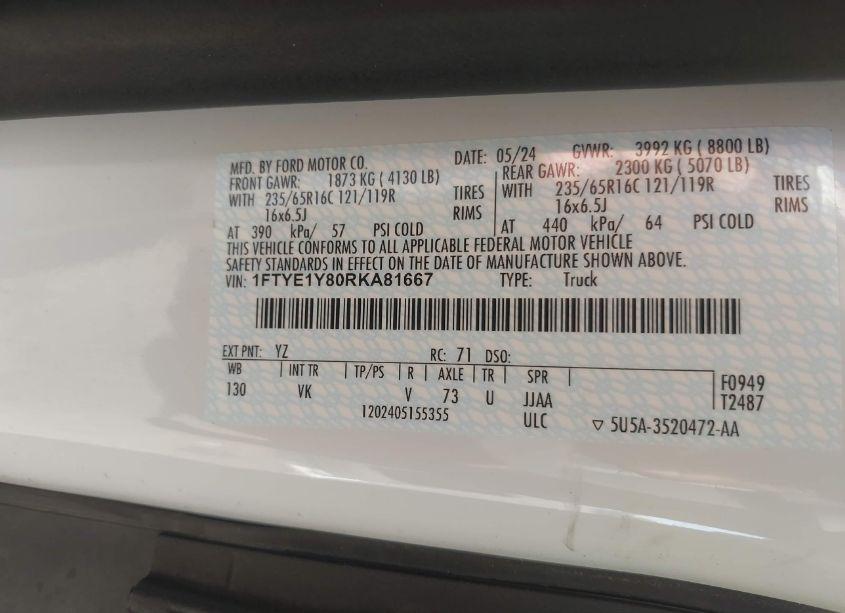 MFD. BY FORD MOTOR CO. DATE: 05/24 GVWR: 3992 KG ( 8800 LB)
FRONT GAWR: 1873 KG ( 4130 LB) REAR GAWR: 2300 KG ( 5070 LB)
WITH 235/65R16C 121/119R TIRES WITH 235/65R16C 121/119R TIRES
16x6.5J RIMS 16x6.5J RIMS
AT 390 kPa/ 57 PSI COLD AT 440 kPa/ 64 PSI COLD
THIS VEHICLE CONFORMS TO ALL APPLICABLE FEDERAL MOTOR VEHICLE
SAFETY STANDARDS IN EFFECT ON THE DATE OF MANUFACTURE SHOWN ABOVE.
VIN: 1FTYE1Y80RKA81667 TYPE: Truck
EXT PNT: YZ RC: 71 DSO:
WB INT TR TP/PS R AXLE TR SPR F0949
130 VK V 73 U JJAA T2487
1202405155355 ULC ▽ 5U5A-3520472-AA